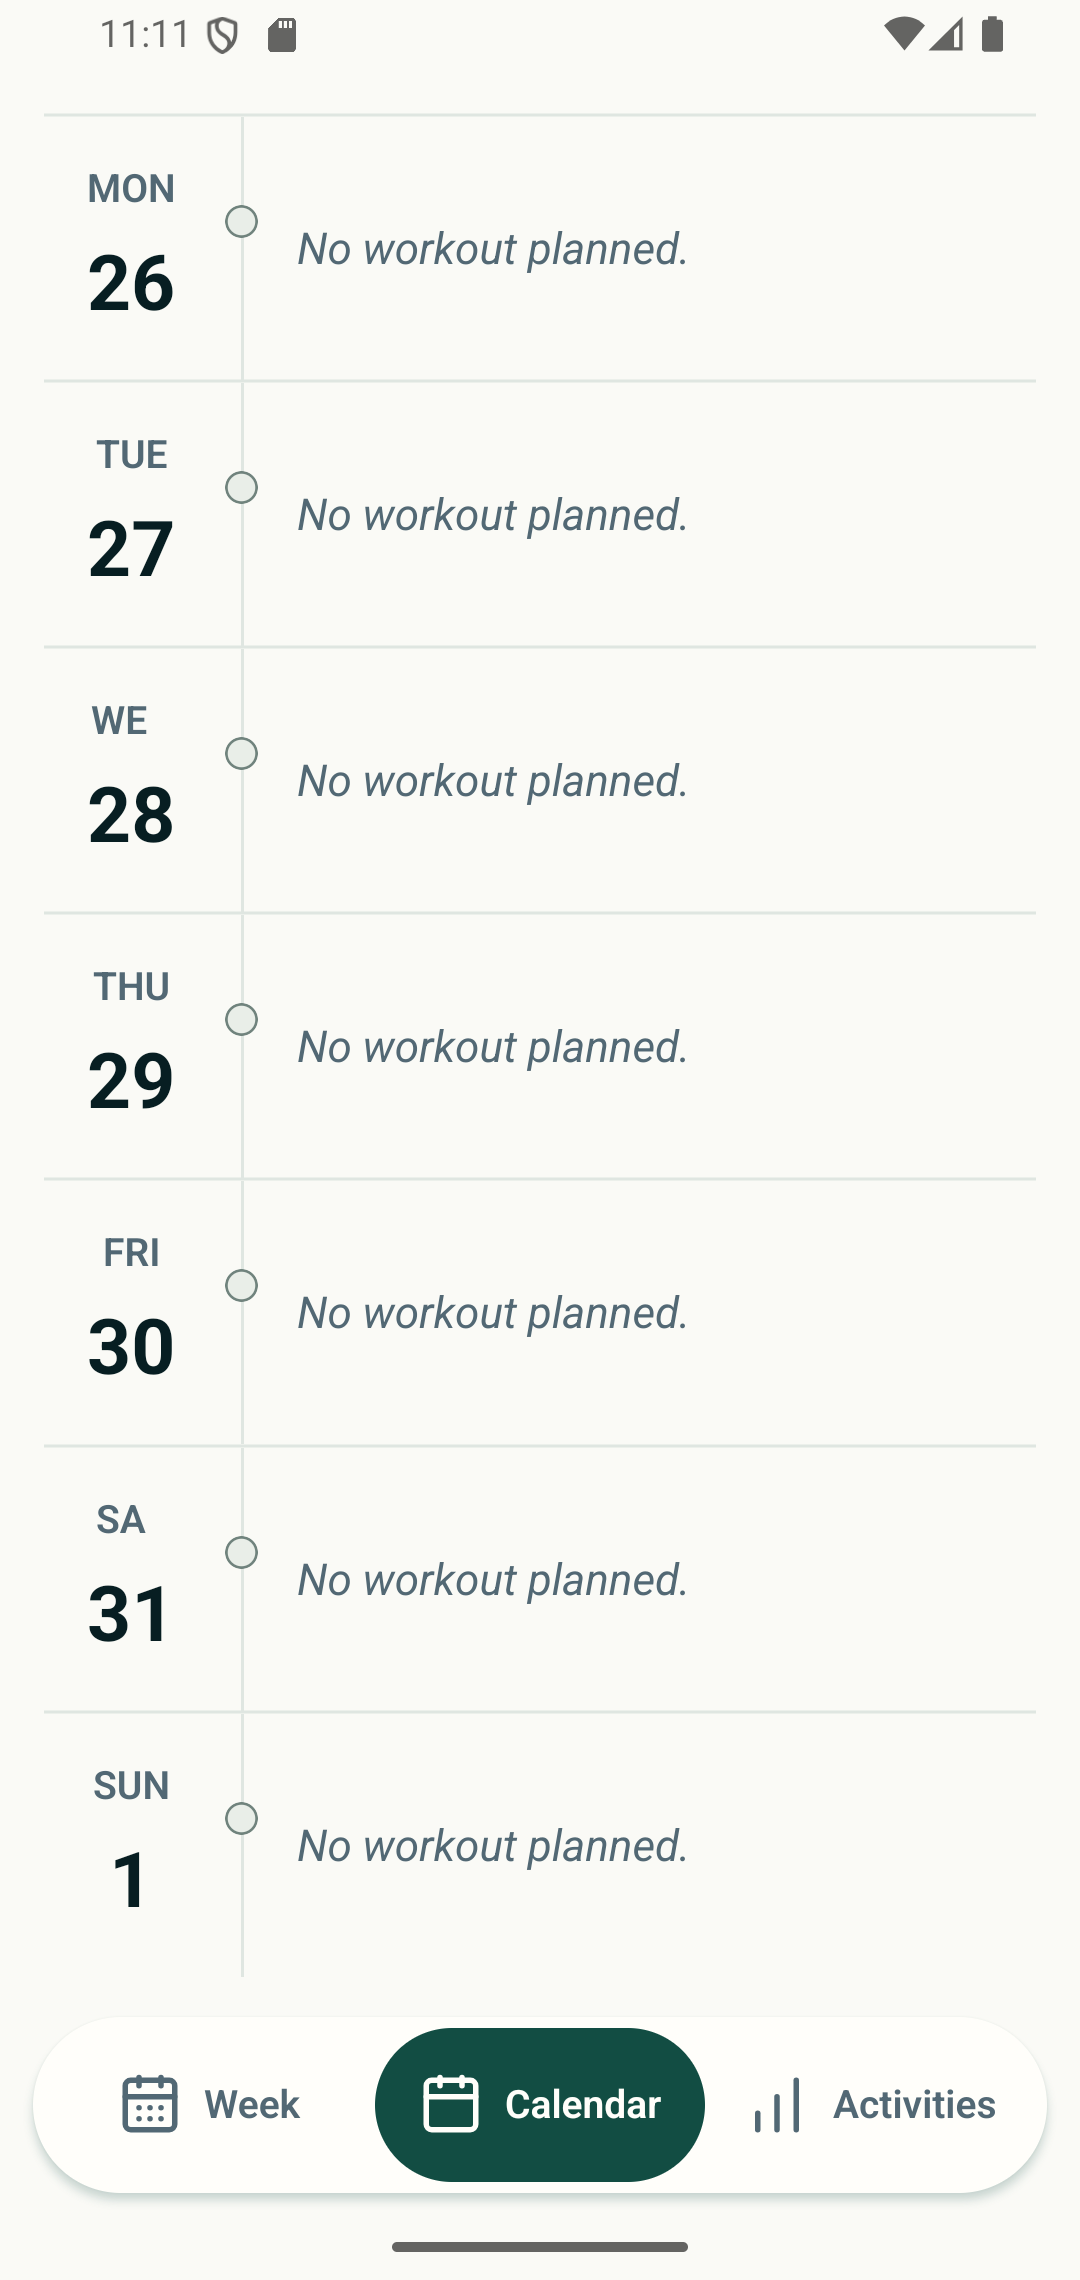 11:11
MON
26
No workout planned.
TUE
27
No workout planned.
WE
28
No workout planned.
THU
29
No workout planned.
FRI
30
No workout planned.
SA
31
No workout planned.
SUN
1
No workout planned.
Week
Calendar
Activities